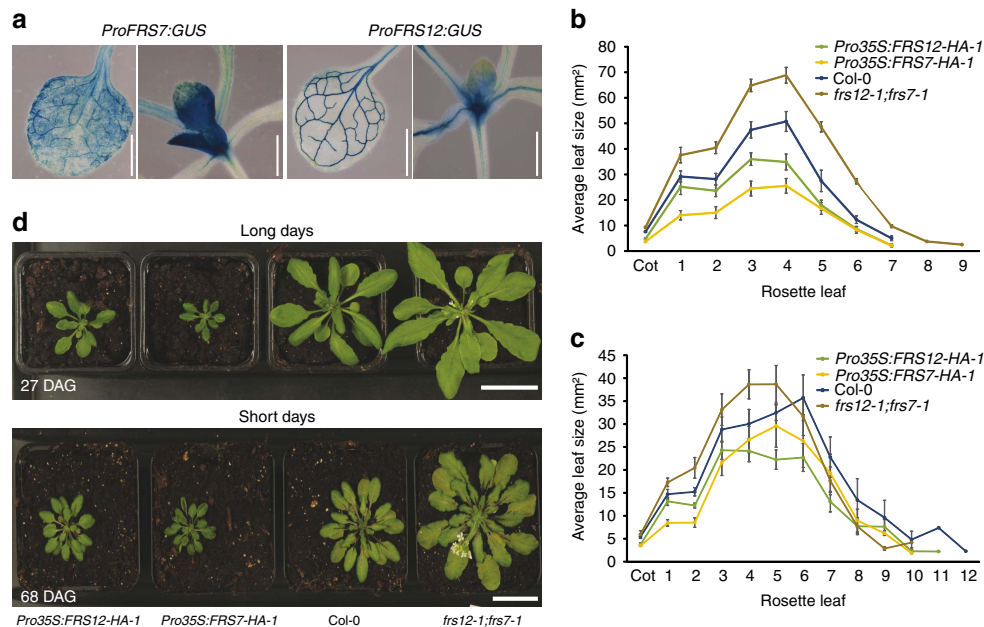 a
ProFRS7:GUS
ProFRS12:GUS
b
Average leaf size (mm²)
80
70
60
50
40
30
20
10
0
Cot 1 2 3 4 5 6 7 8 9
Rosette leaf
Pro35S:FRS12-HA-1
Pro35S:FRS7-HA-1
Col-0
frs12-1;frs7-1
d
Long days
27 DAG
Short days
68 DAG
Pro35S:FRS12-HA-1 Pro35S:FRS7-HA-1 Col-0 frs12-1;frs7-1
c
Average leaf size (mm²)
45
40
35
30
25
20
15
10
5
0
Cot 1 2 3 4 5 6 7 8 9 10 11 12
Rosette leaf
Pro35S:FRS12-HA-1
Pro35S:FRS7-HA-1
Col-0
frs12-1;frs7-1